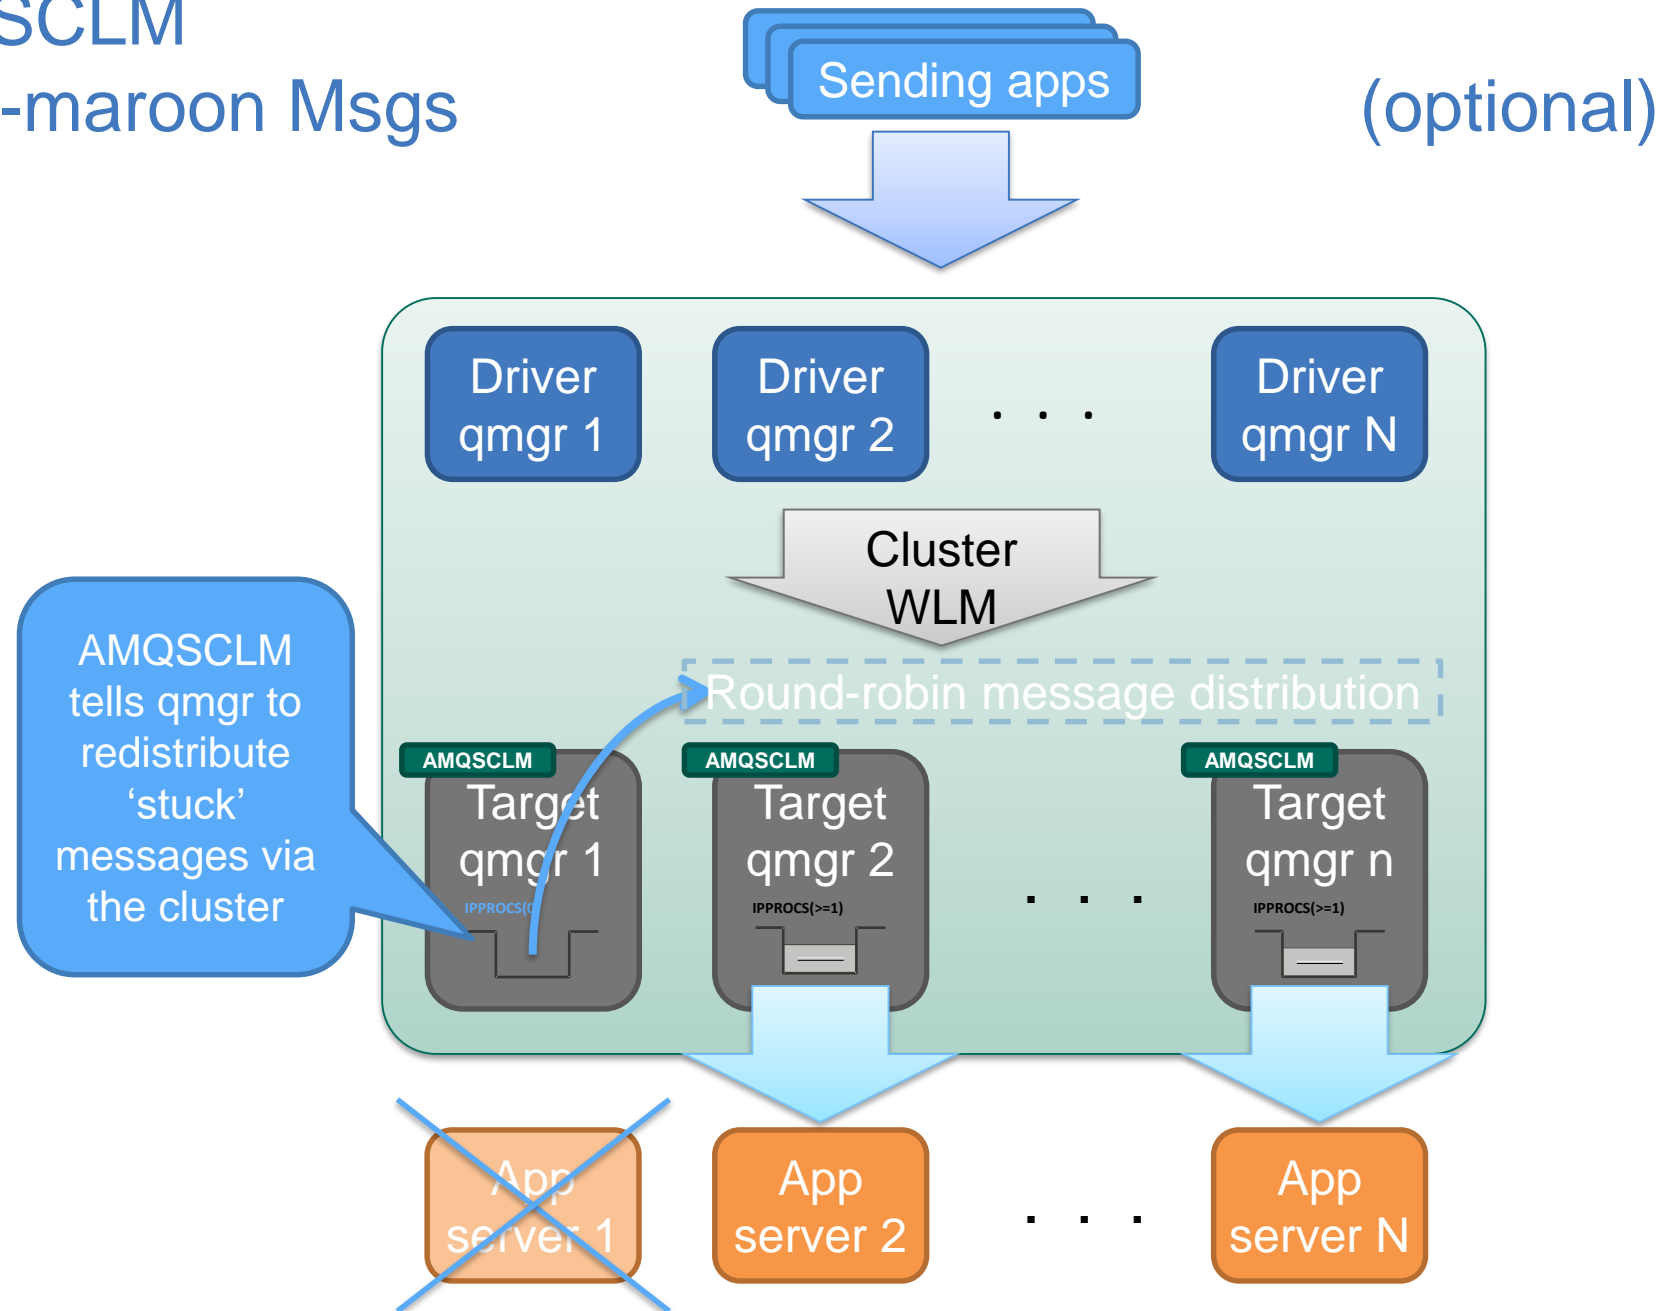 SCLM
-maroon Msgs
(optional)
Sending apps
Driver
qmgr 1
Driver
qmgr 2
. . .
Driver
qmgr N
Cluster
WLM
Round-robin message distribution
AMQSCLM
tells qmgr to
redistribute
‘stuck’
messages via
the cluster
AMQSCLM
Target
qmgr 1
IPPROCS(0
AMQSCLM
Target
qmgr 2
IPPROCS(>=1)
. . .
AMQSCLM
Target
qmgr n
IPPROCS(>=1)
App
server 1
App
server 2
. . .
App
server N